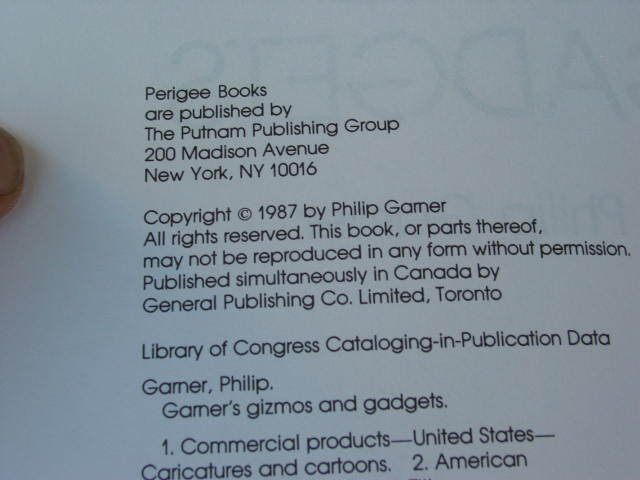 Perigee Books
are published by
The Putnam Publishing Group
200 Madison Avenue
New York, NY 10016
Copyright © 1987 by Philip Garner
All rights reserved. This book, or parts thereof,
may not be reproduced in any form without permission.
Published simultaneously in Canada by
General Publishing Co. Limited, Toronto
Library of Congress Cataloging-in-Publication Data
Garner, Philip.
Garner's gizmos and gadgets.
1. Commercial products—United States—
Caricatures and cartoons. 2. American